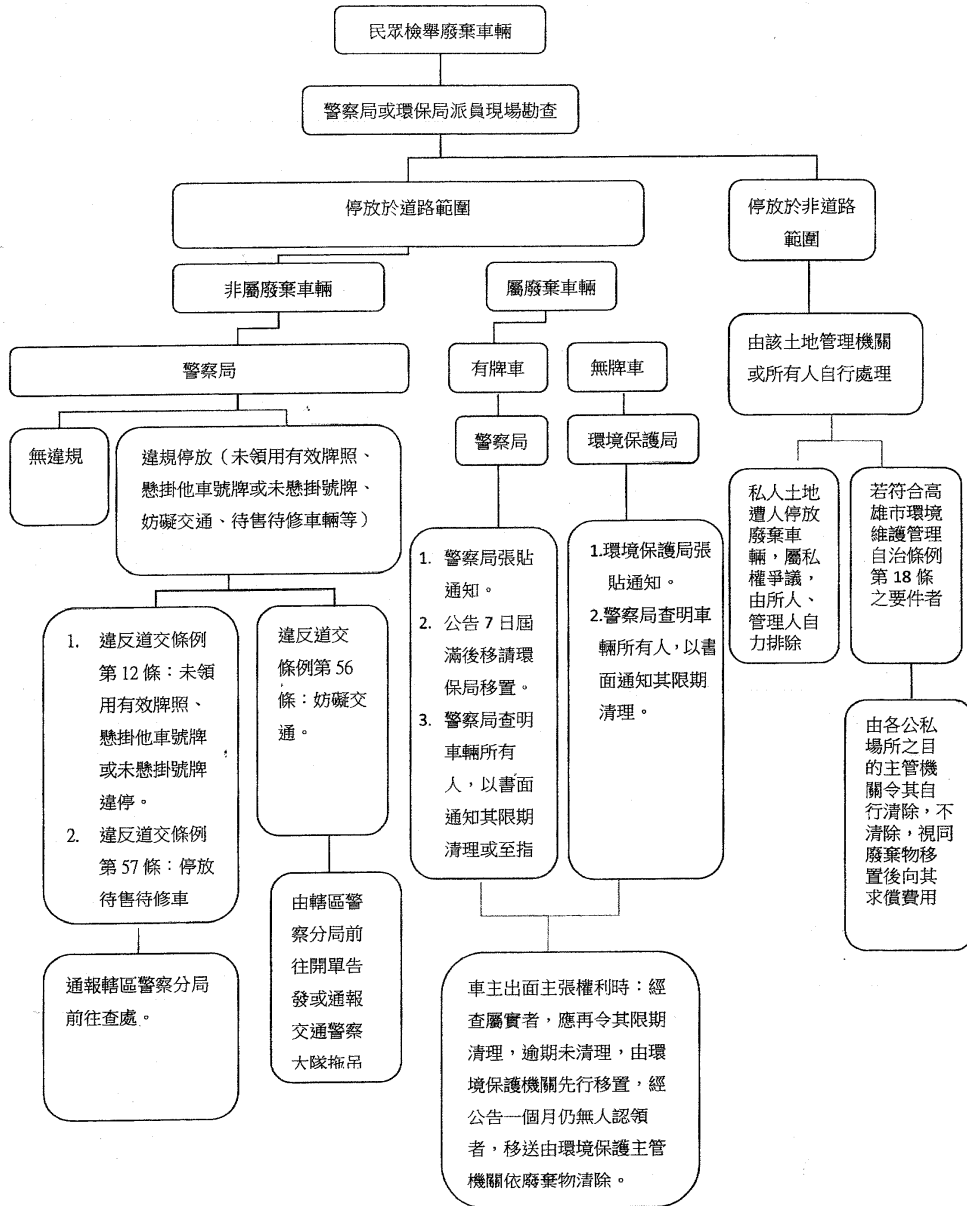 民眾檢舉廢棄車輛
警察局或環保局派員現場勘查
停放於道路範圍
停放於非道路
範圍
非屬廢棄車輛
屬廢棄車輛
由該土地管理機關
或所有人自行處理
警察局
有牌車
無牌車
警察局
環境保護局
無違規
違規停放（未領用有效牌照、
懸掛他車號牌或未懸掛號牌、
妨礙交通、待售待修車輛等）
私人土地
遭人停放
廢棄車
輛，屬私
權爭議，
由所人、
管理人自
力排除
若符合高
雄市環境
維護管理
自治條例
第 18 條
之要件者
1. 警察局張貼
通知。
2. 公告 7 日屆
滿後移請環
保局移置。
3. 警察局查明
車輛所有
人，以書面
通知其限期
清理或至指
1.環境保護局張
貼通知。
2.警察局查明車
輛所有人，以書
面通知其限期
清理。
1. 違反道交條例
第 12 條：未領
用有效牌照、
懸掛他車號牌
或未懸掛號牌
違停。
2. 違反道交條例
第 57 條：停放
待售待修車
違反道交
條例第 56
條：妨礙交
通。
由各公私
場所之目
的主管機
關令其自
行清除，不
清除，視同
廢棄物移
置後向其
求償費用
通報轄區警察分局
前往查處。
由轄區警
察分局前
往開單告
發或通報
交通警察
大隊拖吊
車主出面主張權利時：經
查屬實者，應再令其限期
清理，逾期未清理，由環
境保護機關先行移置，經
公告一個月仍無人認領
者，移送由環境保護主管
機關依廢棄物清除。